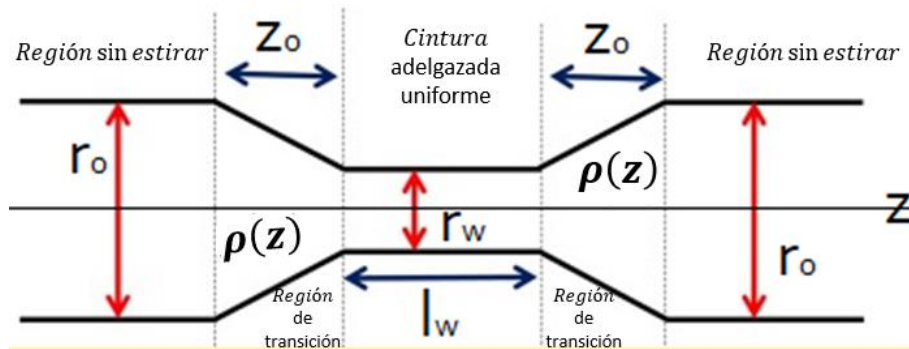 Región sin estirar
zo
Cintura
adelgazada
uniforme
zo
Región sin estirar
ro
ρ(z)
rw
ρ(z)
z
ro
lw
Región
de
transición
Región
de
transición